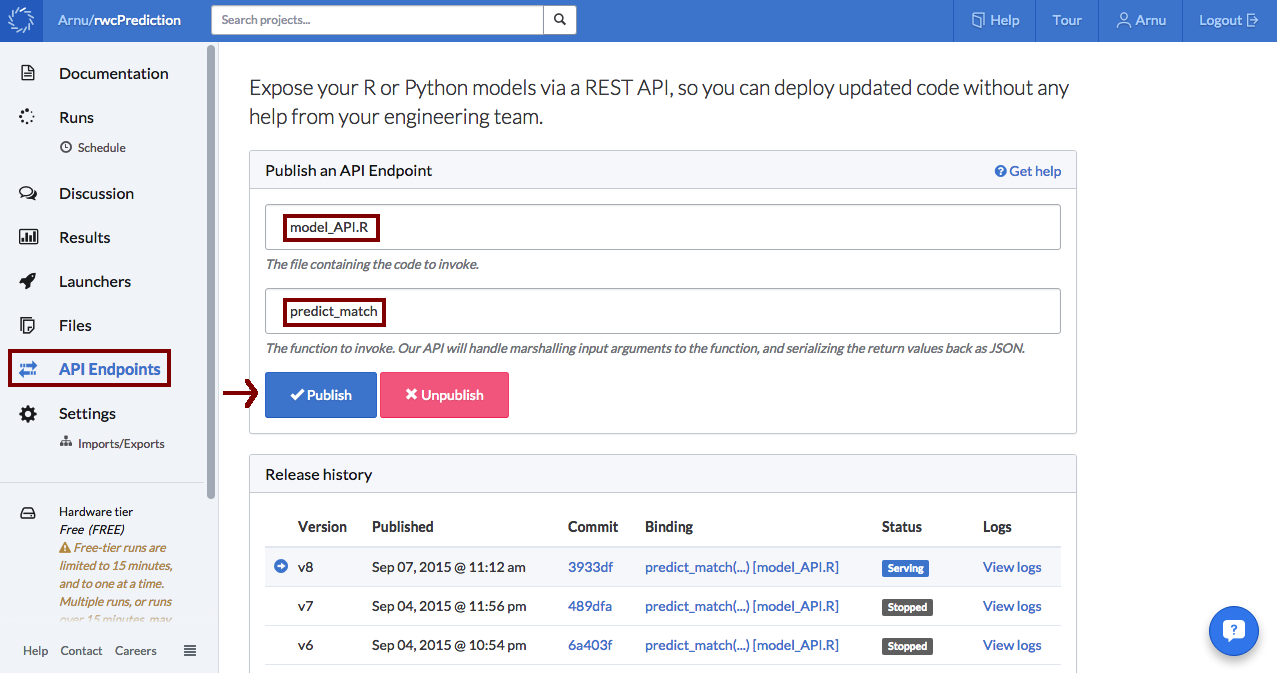 Arnu/rwcPrediction
Search projects...
Help
Tour
Arnu
Logout
Documentation
Runs
Schedule
Discussion
Results
Launchers
Files
API Endpoints
Settings
Imports/Exports
Hardware tier
Free (FREE)
Free-tier runs are
limited to 15 minutes,
and to one at a time.
Multiple runs, or runs
over 15 minutes, may
Help Contact Careers
Expose your R or Python models via a REST API, so you can deploy updated code without any
help from your engineering team.
Publish an API Endpoint
Get help
model_API.R
The file containing the code to invoke.
predict_match
The function to invoke. Our API will handle marshalling input arguments to the function, and serializing the return values back as JSON.
Publish
Unpublish
Release history
Version Published Commit Binding Status Logs
v8 Sep 07, 2015 @ 11:12 am 3933df predict_match(...) [model_API.R] Serving View logs
v7 Sep 04, 2015 @ 11:56 pm 489dfa predict_match(...) [model_API.R] Stopped View logs
v6 Sep 04, 2015 @ 10:54 pm 6a403f predict_match(...) [model_API.R] Stopped View logs